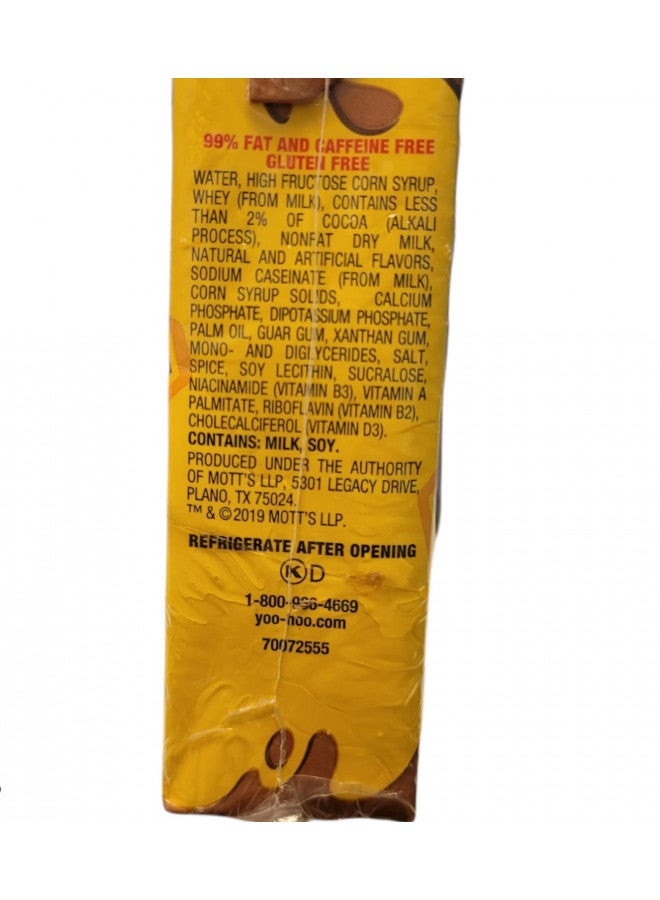 99% FAT AND CAFFEINE FREE
GLUTEN FREE
WATER, HIGH FRUCTOSE CORN SYRUP,
WHEY (FROM MILK), CONTAINS LESS
THAN 2% OF COCOA (ALKALI
PROCESS), NONFAT DRY MILK,
NATURAL AND ARTIFICIAL FLAVORS,
SODIUM CASEINATE (FROM MILK),
CORN SYRUP SOLIDS, CALCIUM
PHOSPHATE, DIPOTASSIUM PHOSPHATE,
PALM OIL, GUAR GUM, XANTHAN GUM,
MONO- AND DIGLYCERIDES, SALT,
SPICE, SOY LECITHIN, SUCRALOSE,
NIACINAMIDE (VITAMIN B3), VITAMIN A
PALMITATE, RIBOFLAVIN (VITAMIN B2),
CHOLECALCIFEROL (VITAMIN D3).
CONTAINS: MILK, SOY.
PRODUCED UNDER THE AUTHORITY
OF MOTT'S LLP, 5301 LEGACY DRIVE,
PLANO, TX 75024.
™ & © 2019 MOTT'S LLP.
REFRIGERATE AFTER OPENING
K D
1-800-966-4669
yoo-hoo.com
70072555